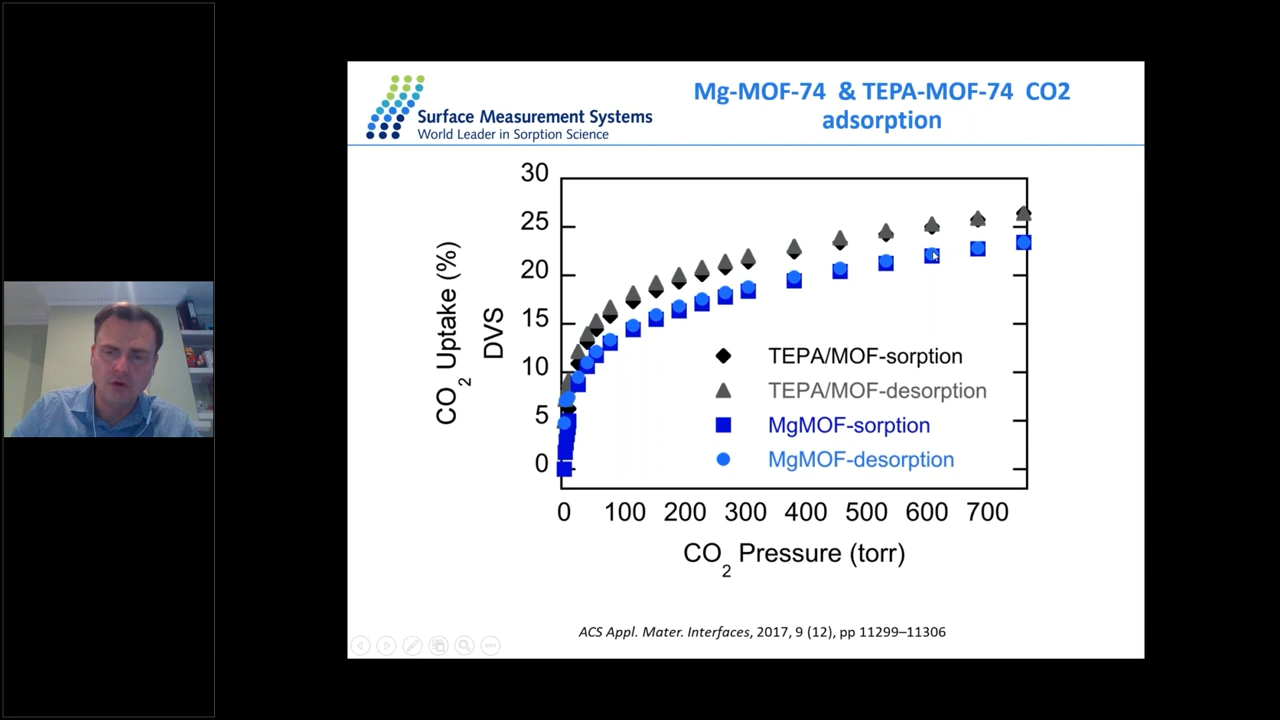 Surface Measurement Systems
World Leader in Sorption Science
Mg-MOF-74 & TEPA-MOF-74 CO2
adsorption
CO2 Uptake (%)
DVS
30
25
20
15
10
5
0
TEPA/MOF-sorption
TEPA/MOF-desorption
MgMOF-sorption
MgMOF-desorption
0 100 200 300 400 500 600 700
CO2 Pressure (torr)
ACS Appl. Mater. Interfaces, 2017, 9 (12), pp 11299–11306